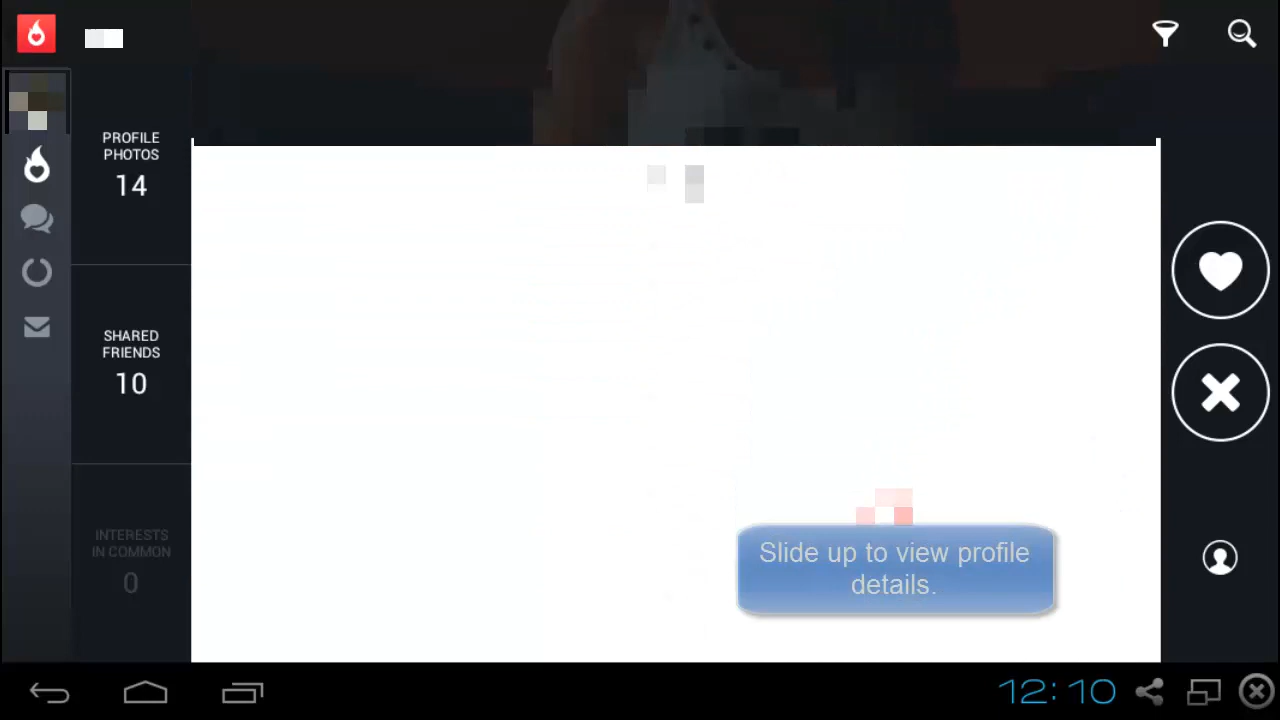 PROFILE
PHOTOS
14
SHARED
FRIENDS
10
INTERESTS
IN COMMON
0
Slide up to view profile
details.
12:10